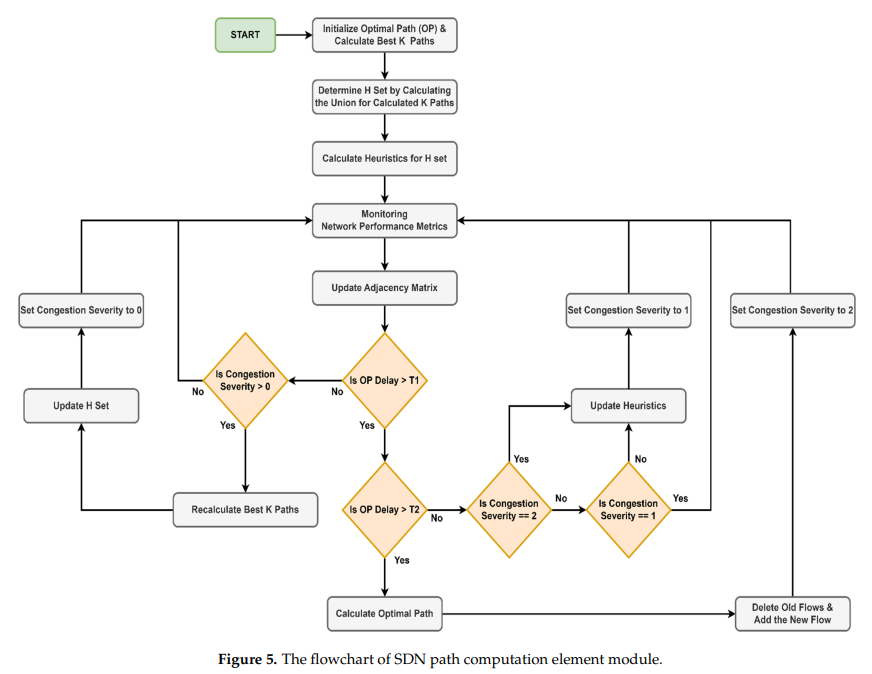 START
Initialize Optimal Path (OP) &
Calculate Best K Paths
Determine H Set by Calculating
the Union for Calculated K Paths
Calculate Heuristics for H set
Monitoring
Network Performance Metrics
Update Adjacency Matrix
Set Congestion Severity to 0
Set Congestion Severity to 1
Set Congestion Severity to 2
Is Congestion
Severity > 0
Is OP Delay > T1
No
No
Update H Set
Update Heuristics
Yes
Yes
Yes
No
Recalculate Best K Paths
Is OP Delay > T2
No
Is Congestion
Severity == 2
No
Is Congestion
Severity == 1
Yes
Yes
Calculate Optimal Path
Delete Old Flows &
Add the New Flow
Figure 5. The flowchart of SDN path computation element module.